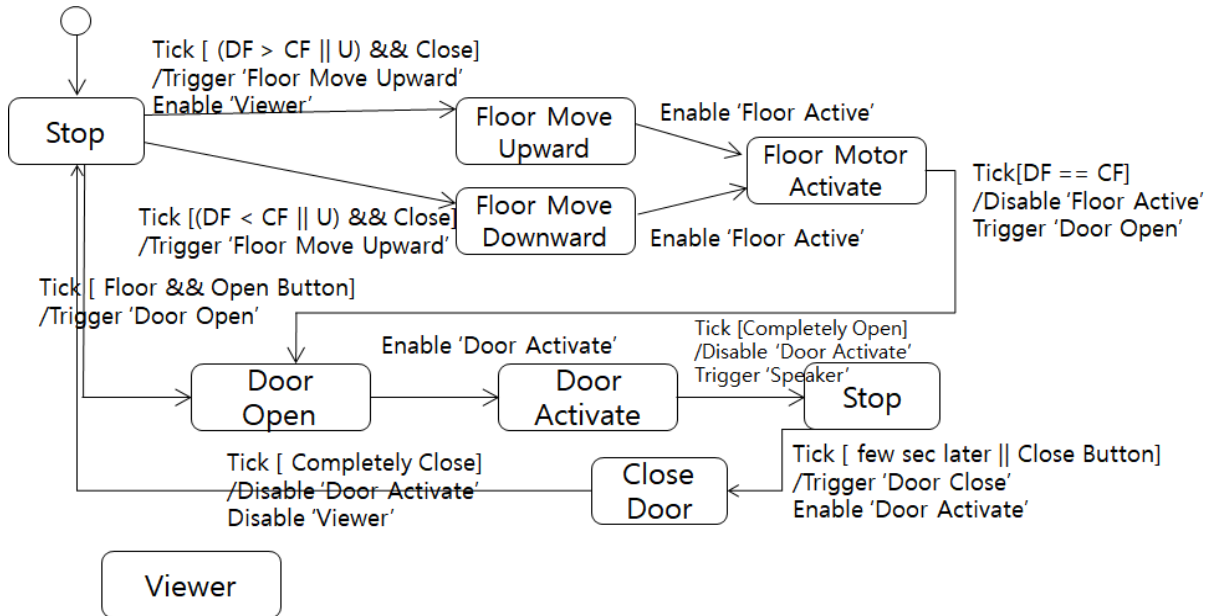 Tick [ (DF > CF || U) && Close]
/Trigger 'Floor Move Upward'
Enable 'Viewer'
Stop
Floor Move
Upward
Enable 'Floor Active'
Floor Motor
Activate
Tick[DF == CF]
/Disable 'Floor Active'
Trigger 'Door Open'
Tick [(DF < CF || U) && Close]
/Trigger 'Floor Move Upward'
Floor Move
Downward
Enable 'Floor Active'
Tick [ Floor && Open Button]
/Trigger 'Door Open'
Enable 'Door Activate'
Tick [Completely Open]
/Disable 'Door Activate'
Trigger 'Speaker'
Door
Open
Door
Activate
Stop
Tick [ Completely Close]
/Disable 'Door Activate'
Disable 'Viewer'
Close
Door
Tick [ few sec later || Close Button]
/Trigger 'Door Close'
Enable 'Door Activate'
Viewer